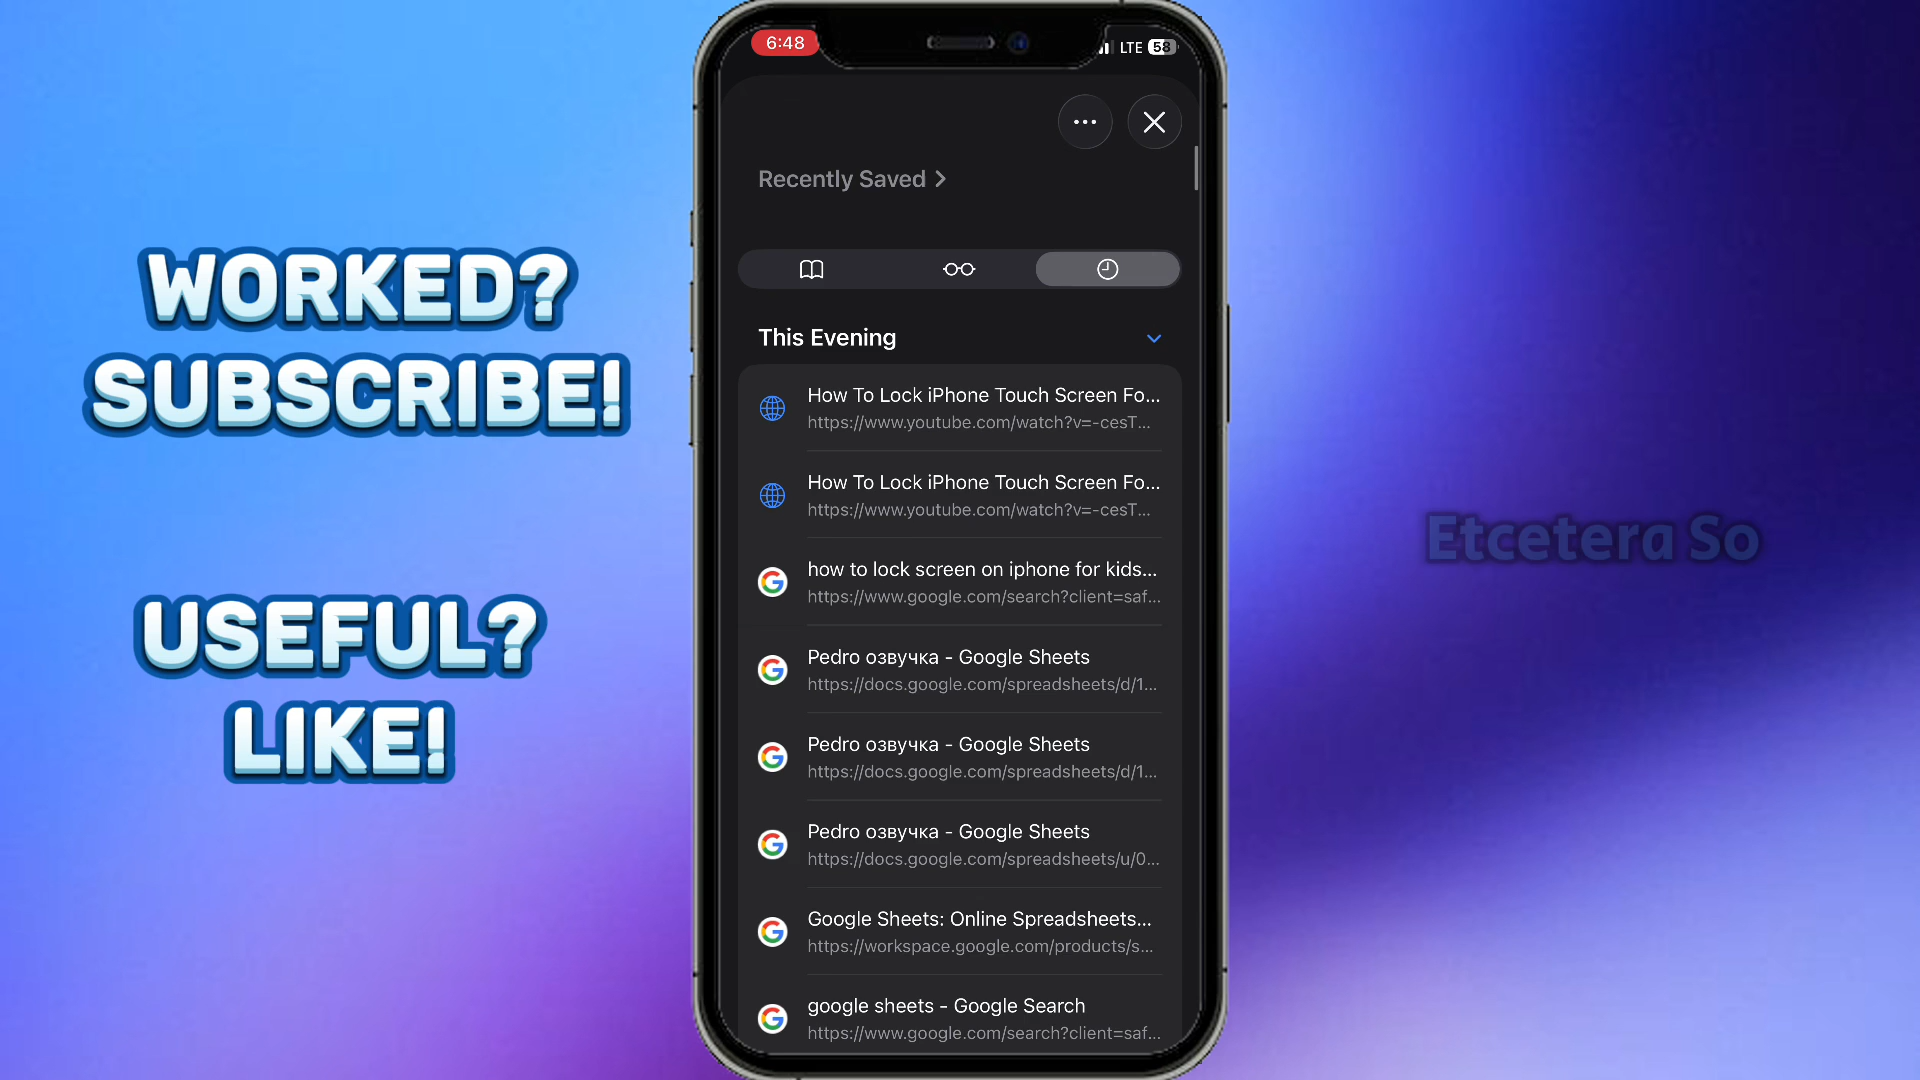 WORKED?
SUBSCRIBE!
USEFUL?
LIKE!
6:48
LTE 58
Recently Saved >
This Evening
How To Lock iPhone Touch Screen Fo...
https://www.youtube.com/watch?v=-cesT...
How To Lock iPhone Touch Screen Fo...
https://www.youtube.com/watch?v=-cesT...
how to lock screen on iphone for kids...
https://www.google.com/search?client=saf...
Pedro озвучка - Google Sheets
https://docs.google.com/spreadsheets/d/1...
Pedro озвучка - Google Sheets
https://docs.google.com/spreadsheets/d/1...
Pedro озвучка - Google Sheets
https://docs.google.com/spreadsheets/u/0...
Google Sheets: Online Spreadsheets...
https://workspace.google.com/products/s...
google sheets - Google Search
https://www.google.com/search?client=saf...
Etcetera So